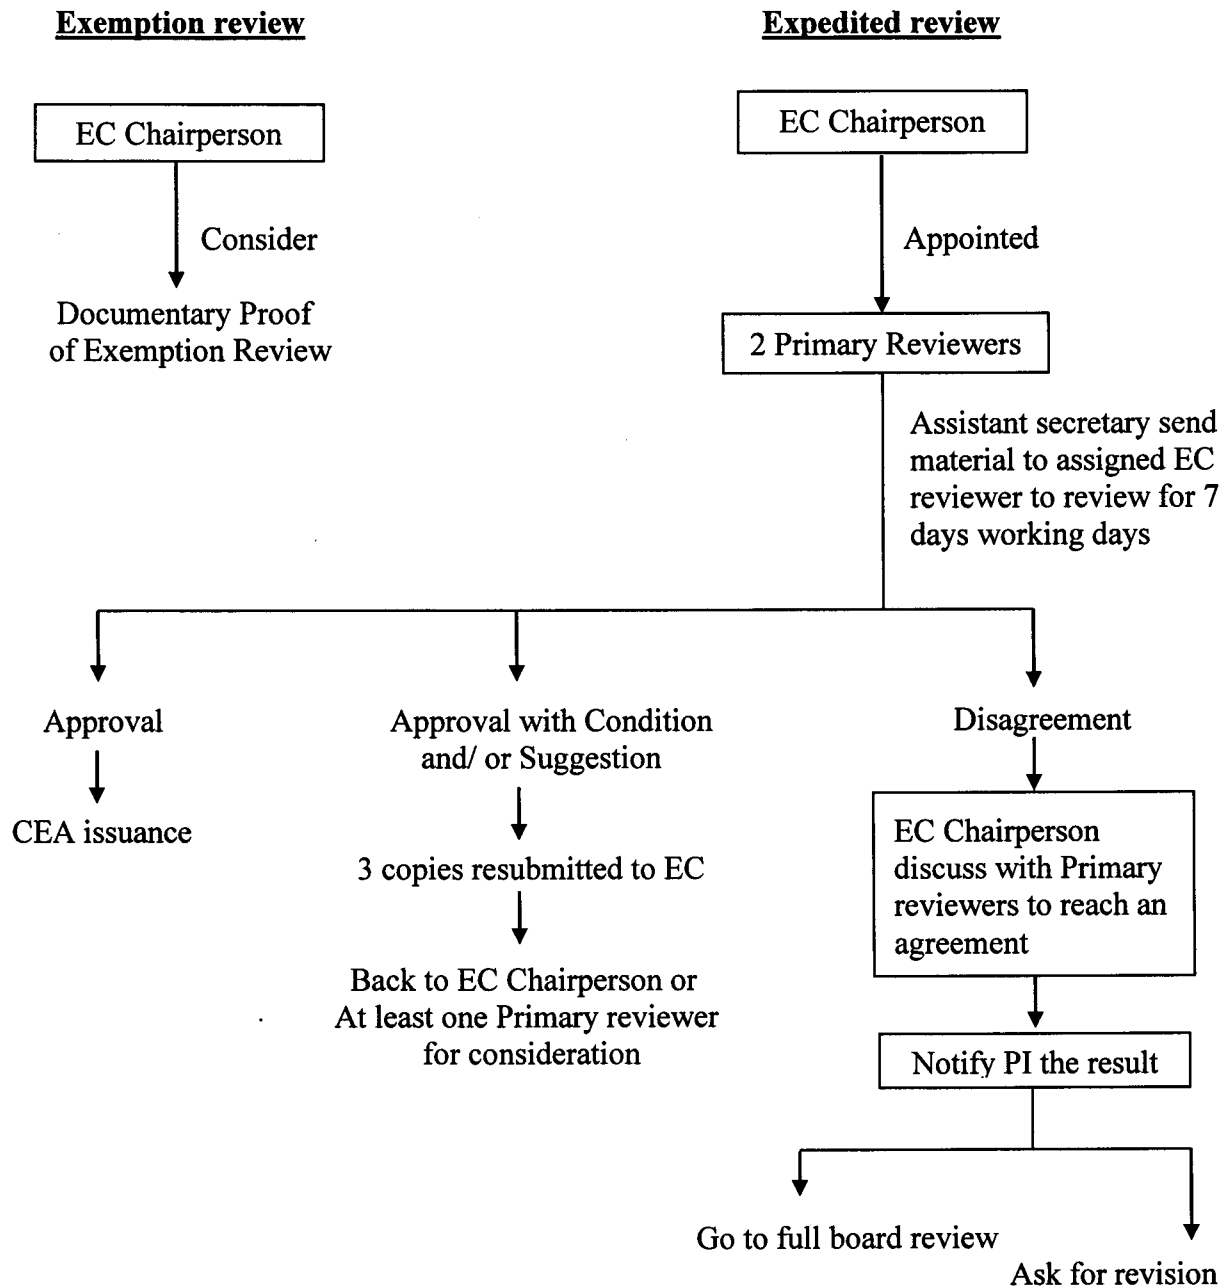 Exemption review
EC Chairperson
Consider
Documentary Proof
of Exemption Review
Expedited review
EC Chairperson
Appointed
2 Primary Reviewers
Assistant secretary send
material to assigned EC
reviewer to review for 7
days working days
Approval
CEA issuance
Approval with Condition
and/ or Suggestion
3 copies resubmitted to EC
Back to EC Chairperson or
At least one Primary reviewer
for consideration
Disagreement
EC Chairperson
discuss with Primary
reviewers to reach an
agreement
Notify PI the result
Go to full board review
Ask for revision